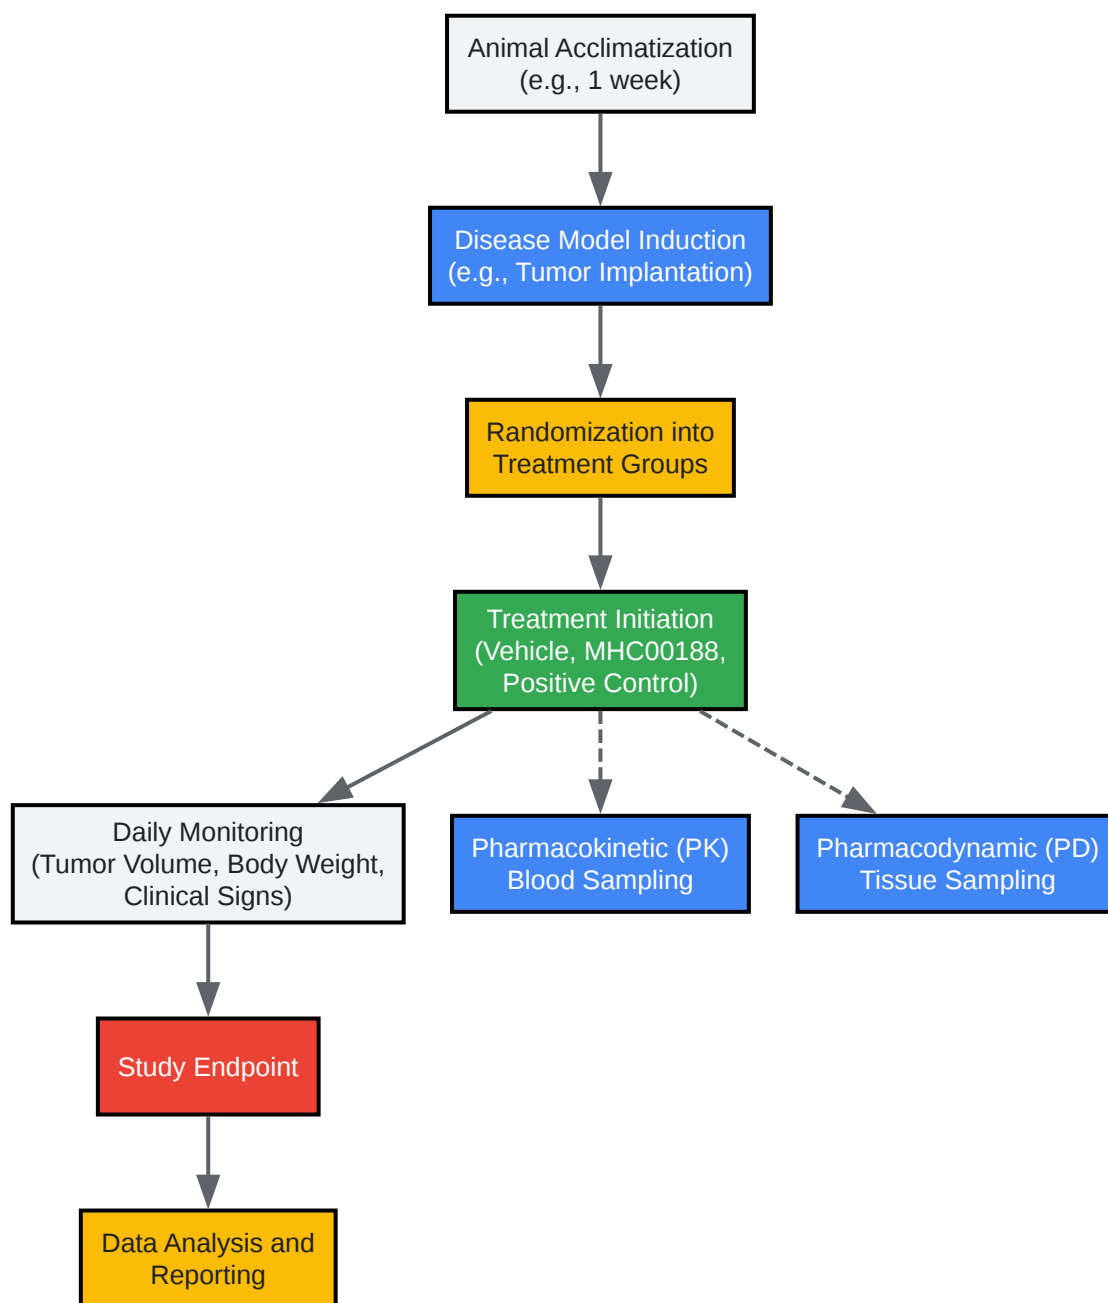 Animal Acclimatization
(e.g., 1 week)
Disease Model Induction
(e.g., Tumor Implantation)
Randomization into
Treatment Groups
Treatment Initiation
(Vehicle, MHC00188,
Positive Control)
Daily Monitoring
(Tumor Volume, Body Weight,
Clinical Signs)
Pharmacokinetic (PK)
Blood Sampling
Pharmacodynamic (PD)
Tissue Sampling
Study Endpoint
Data Analysis and
Reporting